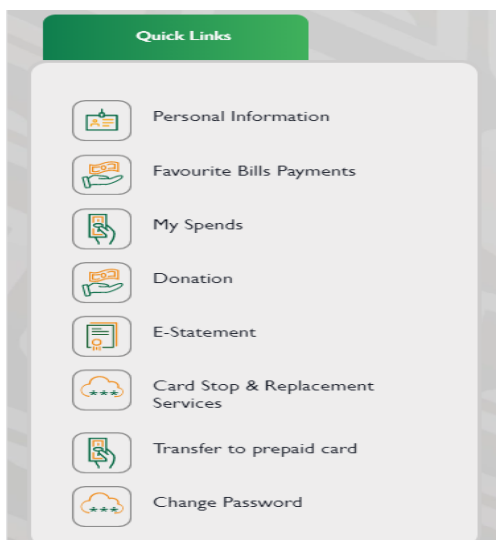 Quick Links
Personal Information
Favourite Bills Payments
My Spends
Donation
E-Statement
Card Stop & Replacement
Services
Transfer to prepaid card
Change Password